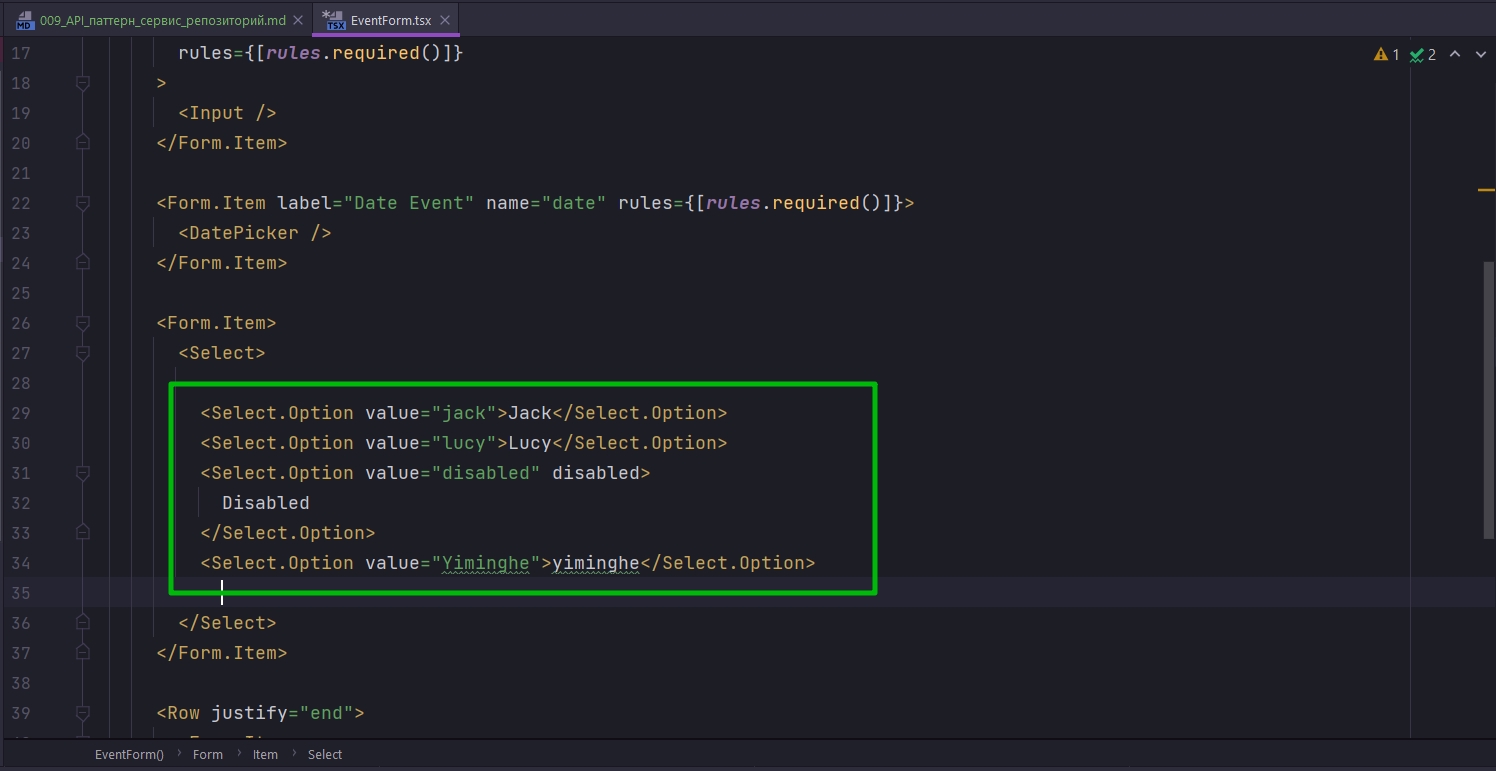 009_API_паттерн_сервис_репозиторий.md
EventForm.tsx
17 rules={[rules.required()]}
1 2
18 >
19 <Input />
20 </Form.Item>
21
22 <Form.Item label="Date Event" name="date" rules={[rules.required()]}>
23 <DatePicker />
24 </Form.Item>
25
26 <Form.Item>
27 <Select>
28
29 <Select.Option value="jack">Jack</Select.Option>
30 <Select.Option value="lucy">Lucy</Select.Option>
31 <Select.Option value="disabled" disabled>
32 Disabled
33 </Select.Option>
34 <Select.Option value="Yiminghe">yiminghe</Select.Option>
35
36 </Select>
37 </Form.Item>
38
39 <Row justify="end">
EventForm() › Form › Item › Select